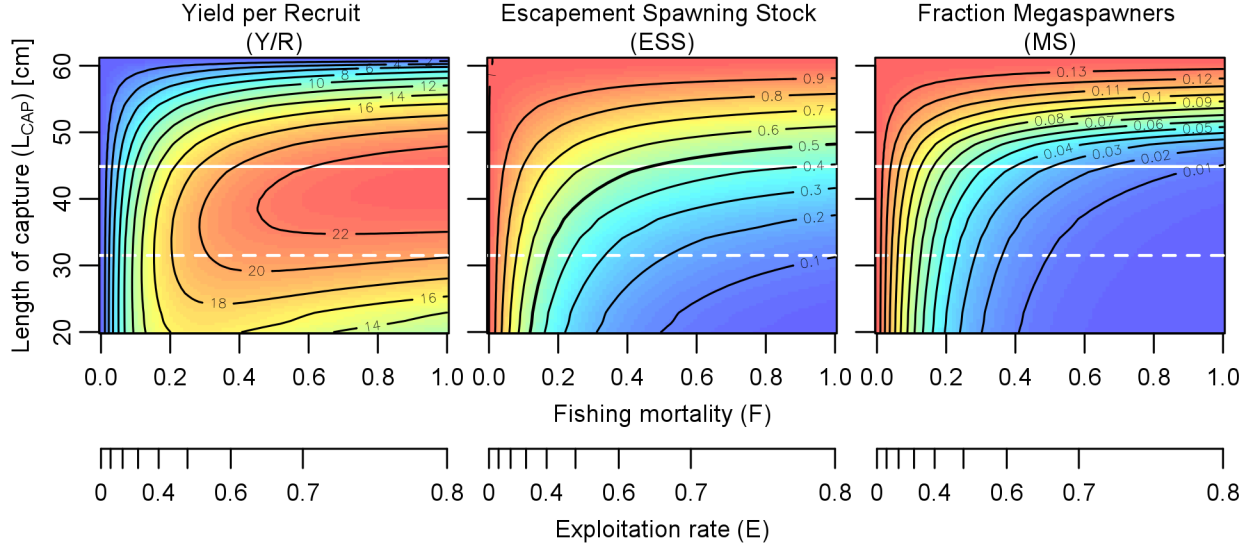 Yield per Recruit
(Y/R)
Escapement Spawning Stock
(ESS)
Fraction Megaspawners
(MS)
Length of capture (LCAP) [cm]
60
50
40
30
20
2
4
6
8
10
12
14
16
22
20
18
16
14
0.9
0.8
0.7
0.6
0.5
0.4
0.3
0.2
0.1
0.13
0.12
0.11
0.1
0.09
0.08
0.07
0.06
0.05
0.04
0.03
0.02
0.01
0.0 0.2 0.4 0.6 0.8 1.0
0.0 0.2 0.4 0.6 0.8 1.0
0.0 0.2 0.4 0.6 0.8 1.0
Fishing mortality (F)
0 0.4 0.6 0.7 0.8
0 0.4 0.6 0.7 0.8
0 0.4 0.6 0.7 0.8
Exploitation rate (E)